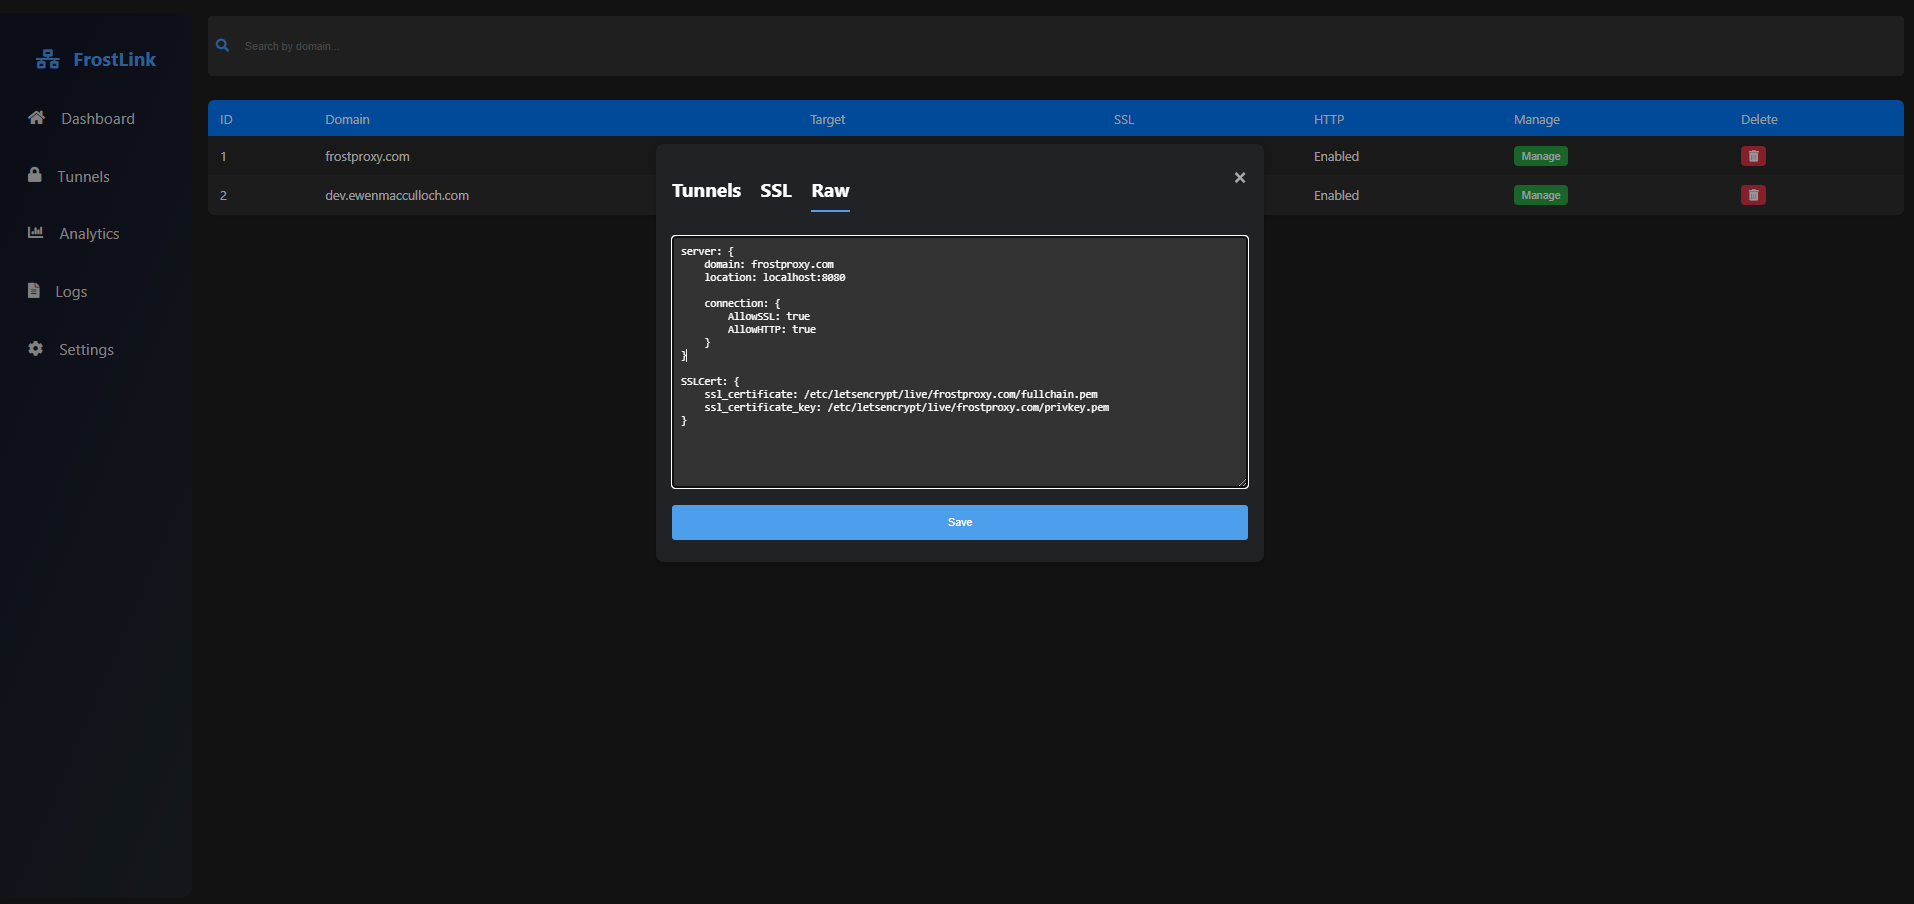 FrostLink
Dashboard
Tunnels
Analytics
Logs
Settings
Search by domain...
ID Domain Target SSL HTTP Manage Delete
1 frostproxy.com Enabled Manage
2 dev.ewenmacculloch.com Enabled Manage
Tunnels SSL Raw
×
server: {
    domain: frostproxy.com
    location: localhost:8080
    connection: {
        AllowSSL: true
        AllowHTTP: true
    }
}
SSLCert: {
    ssl_certificate: /etc/letsencrypt/live/frostproxy.com/fullchain.pem
    ssl_certificate_key: /etc/letsencrypt/live/frostproxy.com/privkey.pem
}
Save